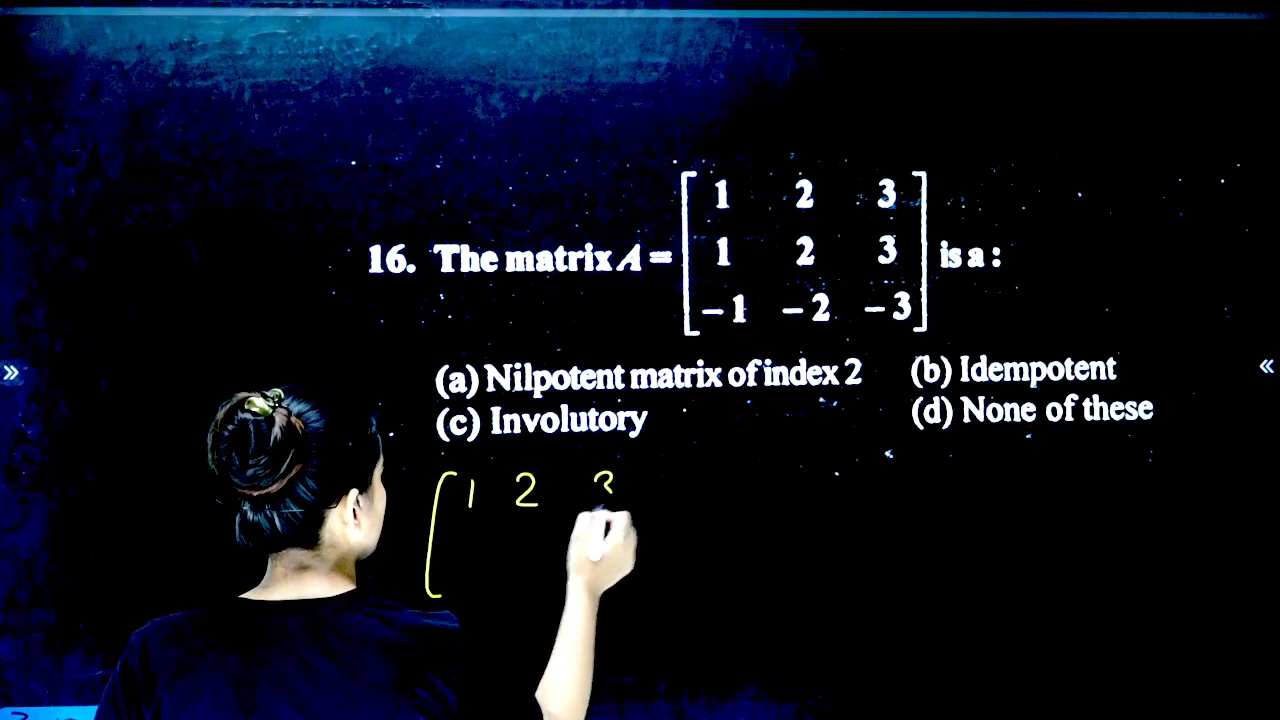 16. The matrix A = [ 1 2 3
1 2 3
-1 -2 -3 ] is a :
(a) Nilpotent matrix of index 2 (b) Idempotent
(c) Involutory (d) None of these
[ 1 2